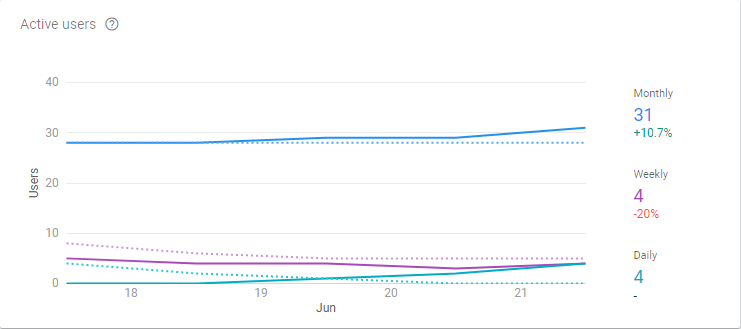 Active users ?
40
30
20
10
0
Users
18 19 20 21
Jun
Monthly
31
+10.7%
Weekly
4
-20%
Daily
4
-